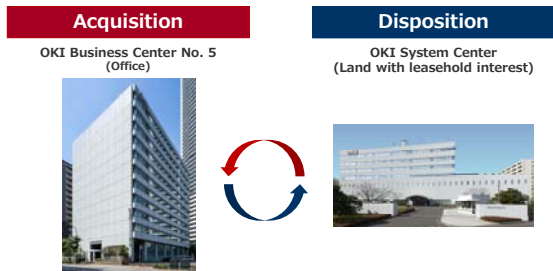 Acquisition
OKI Business Center No. 5
(Office)
Disposition
OKI System Center
(Land with leasehold interest)